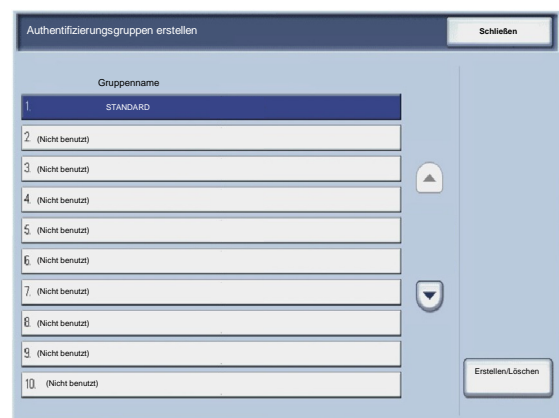 Authentifizierungsgruppen erstellen
Schließen
Gruppenname
1. STANDARD
2. (Nicht benutzt)
3. (Nicht benutzt)
4. (Nicht benutzt)
5. (Nicht benutzt)
6. (Nicht benutzt)
7. (Nicht benutzt)
8. (Nicht benutzt)
9. (Nicht benutzt)
10. (Nicht benutzt)
Erstellen/Löschen